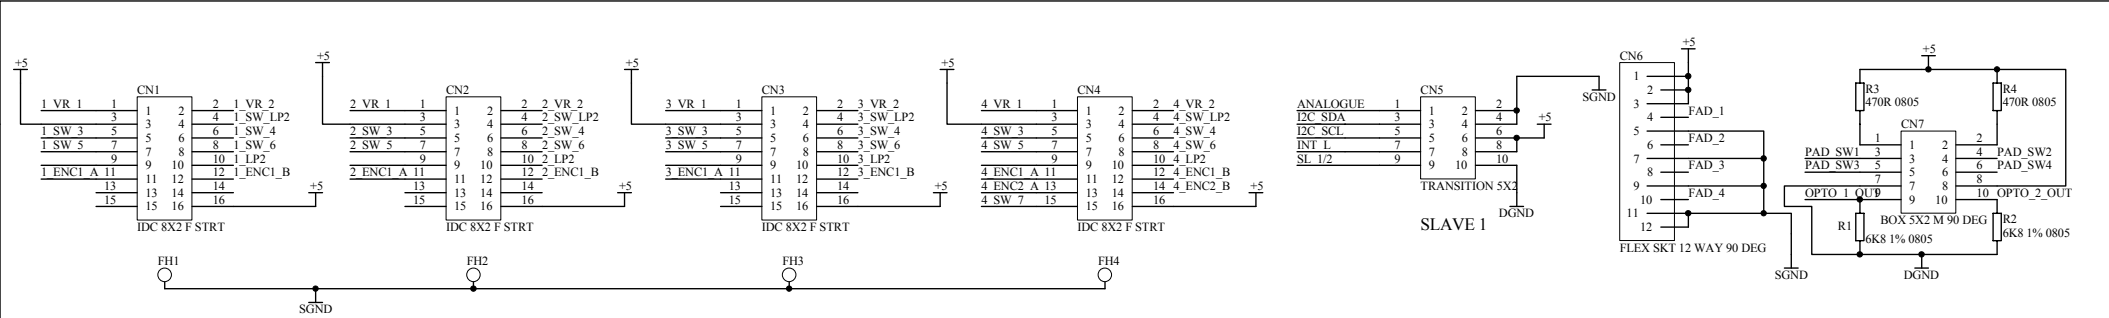 +5
CN1
1_VR_1 1 1 2 2 1_VR_2
3 3 4 4 1_SW_LP2
1_SW_3 5 5 6 6 1_SW_4
1_SW_5 7 7 8 8 1_SW_6
9 9 10 10 1_LP2
1_ENC1_A 11 11 12 12 1_ENC1_B
13 13 14 14
15 15 16 16 +5
IDC 8X2 F STRT
+5
CN2
2_VR_1 1 1 2 2 2_VR_2
3 3 4 4 2_SW_LP2
2_SW_3 5 5 6 6 2_SW_4
2_SW_5 7 7 8 8 2_SW_6
9 9 10 10 2_LP2
2_ENC1_A 11 11 12 12 2_ENC1_B
13 13 14 14
15 15 16 16 +5
IDC 8X2 F STRT
+5
CN3
3_VR_1 1 1 2 2 3_VR_2
3 3 4 4 3_SW_LP2
3_SW_3 5 5 6 6 3_SW_4
3_SW_5 7 7 8 8 3_SW_6
9 9 10 10 3_LP2
3_ENC1_A 11 11 12 12 3_ENC1_B
13 13 14 14
15 15 16 16 +5
IDC 8X2 F STRT
+5
CN4
4_VR_1 1 1 2 2 4_VR_2
3 3 4 4 4_SW_LP2
4_SW_3 5 5 6 6 4_SW_4
4_SW_5 7 7 8 8 4_SW_6
9 9 10 10 4_LP2
4_ENC1_A 11 11 12 12 4_ENC1_B
4_ENC2_A 13 13 14 14 4_ENC2_B
4_SW_7 15 15 16 16 +5
IDC 8X2 F STRT
FH1 FH2 FH3 FH4
SGND
CN5
SGND
ANALOGUE 1 1 2 2
I2C_SDA 3 3 4 4
I2C_SCL 5 5 6 6 +5
INT_L 7 7 8 8
SL_1/2 9 9 10 10
TRANSITION 5X2
DGND
SLAVE 1
+5
CN6
1
2
3
4 FAD_1
5
6 FAD_2
7
8 FAD_3
9
10 FAD_4
11
12
FLEX SKT 12 WAY 90 DEG
SGND
+5
R3
470R 0805
R4
470R 0805
CN7
1 1 2 2
PAD_SW1 3 3 4 4 PAD_SW2
PAD_SW3 5 5 6 6 PAD_SW4
7 7 8 8
OPTO_1_OUT 9 9 10 10 OPTO_2_OUT
BOX 5X2 M 90 DEG
R1
6K8 1% 0805
R2
6K8 1% 0805
DGND